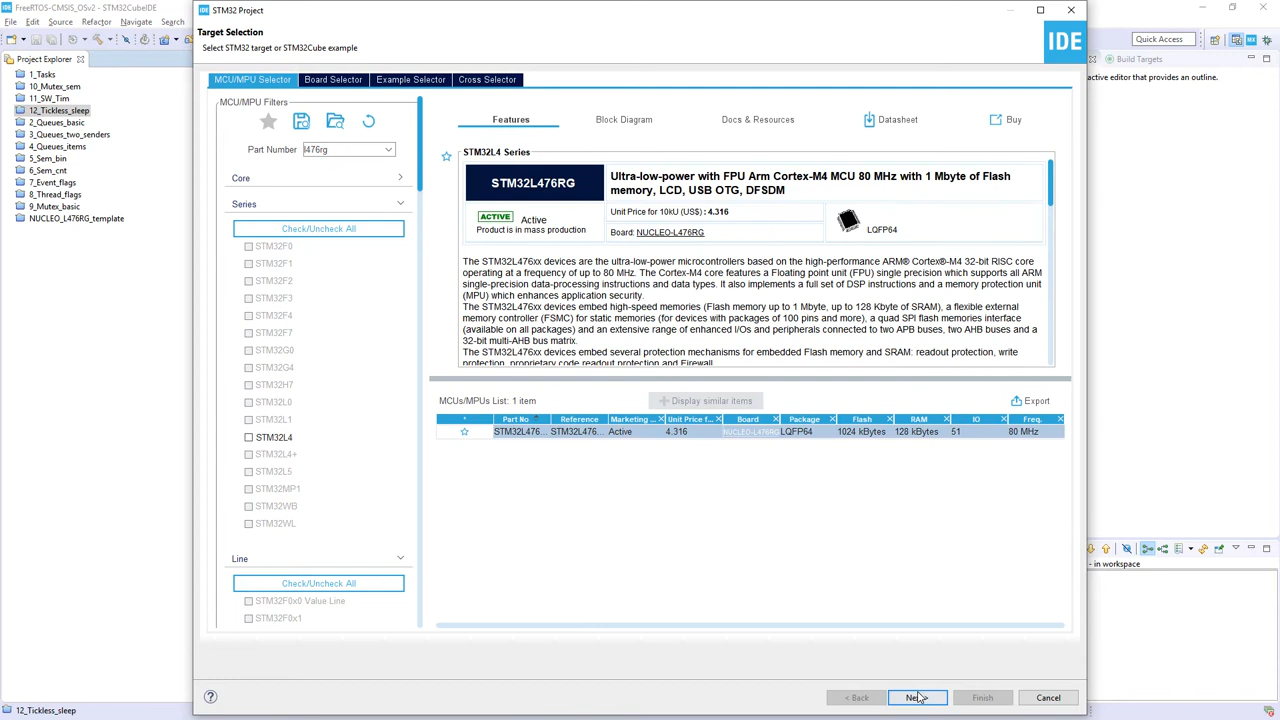 FreeRTOS-CMSIS_OSv2 - STM32CubeIDE
File Edit Source Refactor Navigate Search
Quick Access
Project Explorer
1_Tasks
10_Mutex_sem
11_SW_Tim
12_Tickless_sleep
2_Queues_basic
3_Queues_two_senders
4_Queues_items
5_Sem_bin
6_Sem_cnt
7_Event_flags
8_Thread_flags
9_Mutex_basic
NUCLEO_L476RG_template
12_Tickless_sleep
IDE STM32 Project
Target Selection
Select STM32 target or STM32Cube example
IDE
MCU/MPU Selector Board Selector Example Selector Cross Selector
MCU/MPU Filters
Part Number l476rg
Core
Series
Check/Uncheck All
STM32F0
STM32F1
STM32F2
STM32F3
STM32F4
STM32F7
STM32G0
STM32G4
STM32H7
STM32L0
STM32L1
STM32L4
STM32L4+
STM32L5
STM32MP1
STM32WB
STM32WL
Line
Check/Uncheck All
STM32F0x0 Value Line
STM32F0x1
Features Block Diagram Docs & Resources Datasheet Buy
STM32L4 Series
STM32L476RG
Ultra-low-power with FPU Arm Cortex-M4 MCU 80 MHz with 1 Mbyte of Flash
memory, LCD, USB OTG, DFSDM
ACTIVE Active
Product is in mass production
Unit Price for 10kU (US$) : 4.316
Board: NUCLEO-L476RG
LQFP64
The STM32L476xx devices are the ultra-low-power microcontrollers based on the high-performance ARM® Cortex®-M4 32-bit RISC core
operating at a frequency of up to 80 MHz. The Cortex-M4 core features a Floating point unit (FPU) single precision which supports all ARM
single-precision data-processing instructions and data types. It also implements a full set of DSP instructions and a memory protection unit
(MPU) which enhances application security.
The STM32L476xx devices embed high-speed memories (Flash memory up to 1 Mbyte, up to 128 Kbyte of SRAM), a flexible external
memory controller (FSMC) for static memories (for devices with packages of 100 pins and more), a quad SPI flash memories interface
(available on all packages) and an extensive range of enhanced I/Os and peripherals connected to two APB buses, two AHB buses and a
32-bit multi-AHB bus matrix.
The STM32L476xx devices embed several protection mechanisms for embedded Flash memory and SRAM: readout protection, write
protection, proprietary code readout protection and Firewall.
MCUs/MPUs List: 1 item
Display similar items
Export
* Part No Reference Marketing ... Unit Price f... Board Package Flash RAM IO Freq.
STM32L476... STM32L476... Active 4.316 NUCLEO-L476RG LQFP64 1024 kBytes 128 kBytes 51 80 MHz
< Back
Finish
Cancel
Build Targets
active editor that provides an outline.
- in workspace